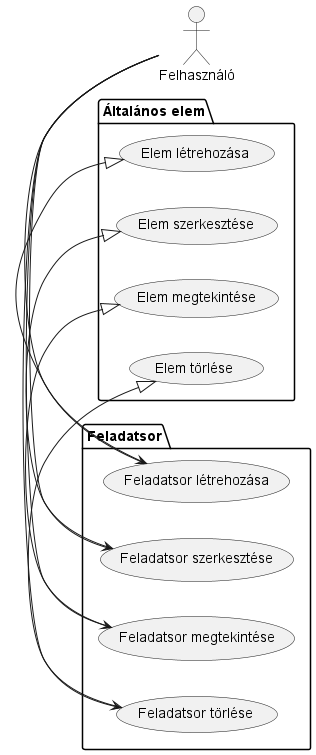 Felhasználó
Általános elem
Elem létrehozása
Elem szerkesztése
Elem megtekintése
Elem törlése
Feladatsor
Feladatsor létrehozása
Feladatsor szerkesztése
Feladatsor megtekintése
Feladatsor törlése